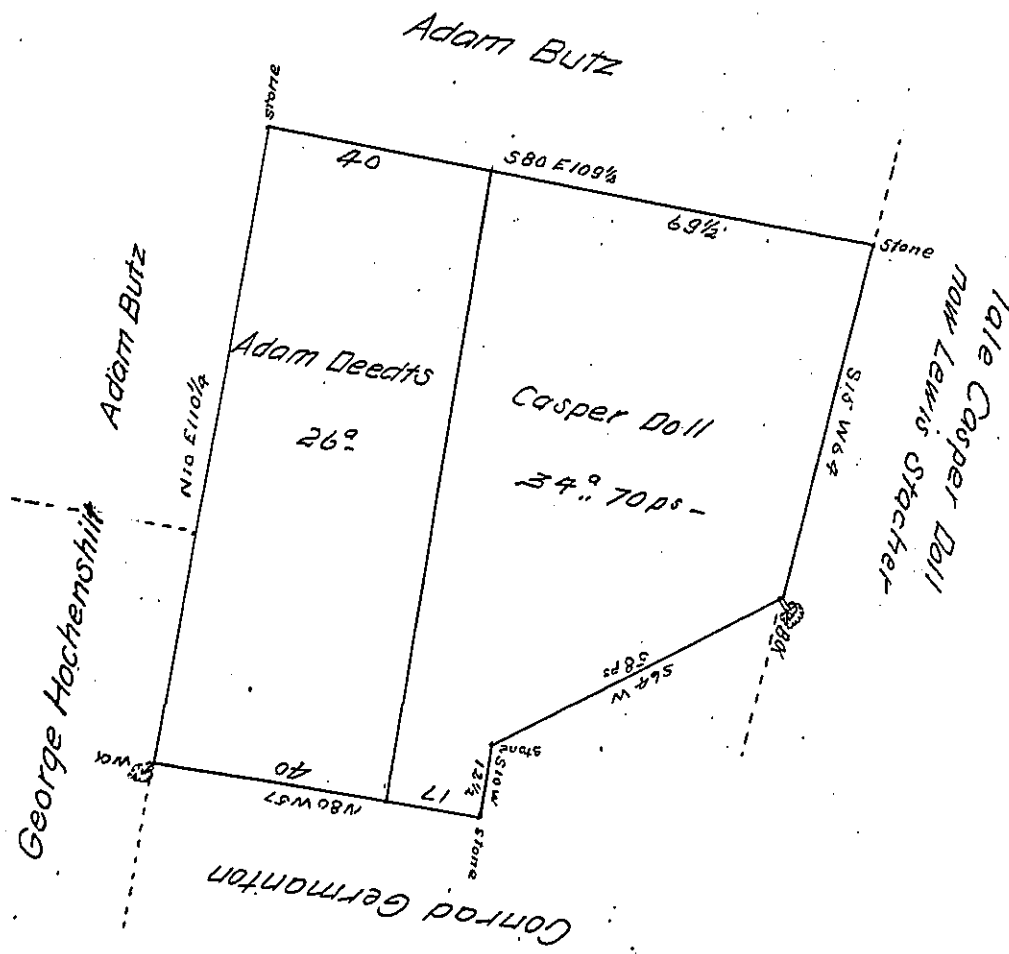 Adam Butz
stone
40
S80 E109½
69½
stone
Adam Butz
N10 E110¼
Adam Deedts
26a
Casper Doll
34a.. 70ps-
S15 W64
late Casper Doll
now Lewis Stacher
George Hochenshilt
58ps
S64 W
stone
S10W
13½
stone
17
40
N80 W57
Conrad Germanton